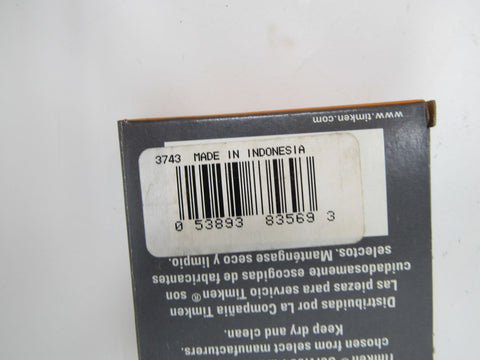 3743 MADE IN INDONESIA
0 53893 83569 3
www.timken.com
chosen from select manufacturers.
Keep dry and clean.
Distribuidas por La Compañía Timken
Las piezas para servicio Timken® son
cuidadosamente escogidas de fabricantes
selectos. Manténgase seco y limpio.